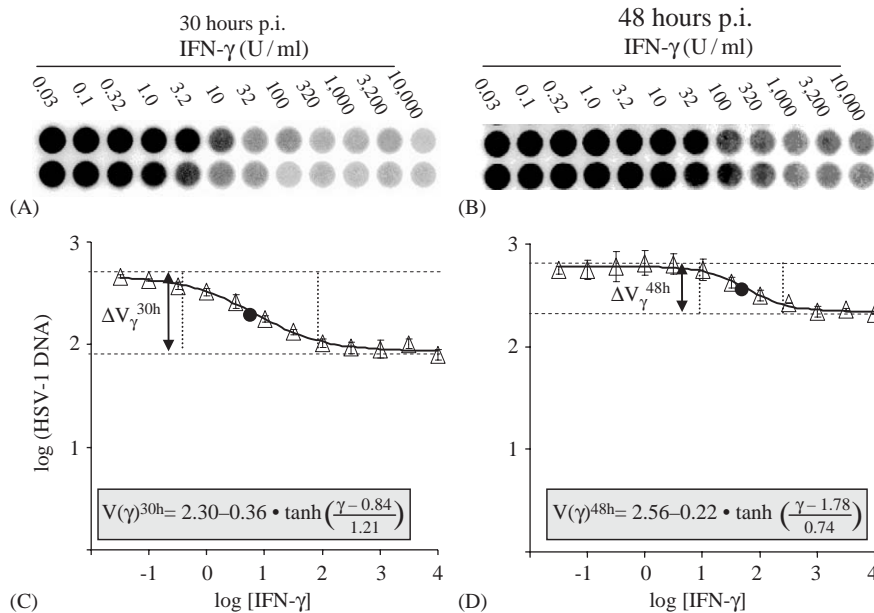 30 hours p.i.
IFN-γ (U / ml)
0.03 0.1 0.32 1.0 3.2 10 32 100 320 1,000 3,200 10,000
(A)
48 hours p.i.
IFN-γ (U / ml)
0.03 0.1 0.32 1.0 3.2 10 32 100 320 1,000 3,200 10,000
(B)
3
2
1
log (HSV-1 DNA)
ΔVγ30h
V(γ)30h= 2.30–0.36 • tanh(γ – 0.84/1.21)
-1 0 1 2 3 4
log [IFN-γ]
(C)
3
2
1
ΔVγ48h
V(γ)48h= 2.56–0.22 • tanh (γ–1.78/0.74)
-1 0 1 2 3 4
log [IFN-γ]
(D)